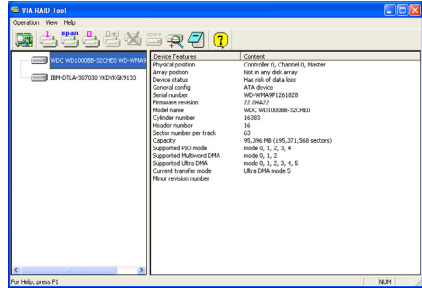 VIA RAID Tool
Operation View Help
1 span 0 0+1
WDC WD1000BB-32CHE0 WD-WMA9
IBM-DTLA-307030 YKDYKGK9133
Device Features Content
Physical position Controller 0, Channel 0, Master
Array position Not in any disk array
Device status Has risk of data loss
General config ATA device
Serial number WD-WMA9P1261828
Firmware revision 22.0HA22
Model name WDC WD1000BB-32CHE0
Cylinder number 16383
Header number 16
Sector number per track 63
Capacity 95,396 MB (195,371,568 sectors)
Supported PIO mode mode 0, 1, 2, 3, 4
Supported Multiword DMA mode 0, 1, 2
Supported Ultra DMA mode 0, 1, 2, 3, 4, 5
Current transfer mode Ultra DMA mode 5
Minor revision number
For Help, press F1 NUM